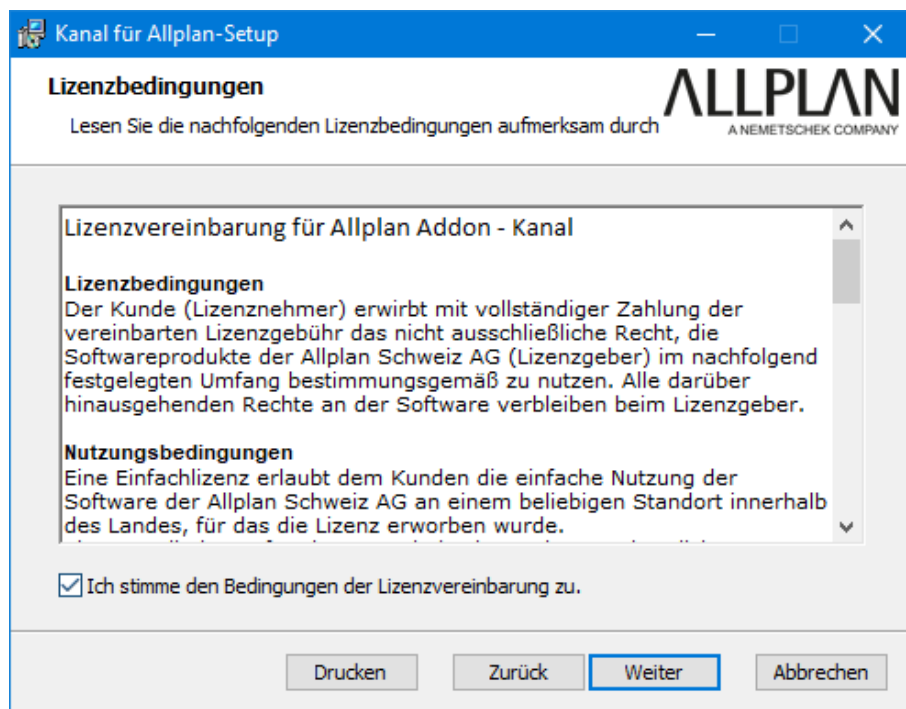 Kanal für Allplan-Setup
Lizenzbedingungen
Lesen Sie die nachfolgenden Lizenzbedingungen aufmerksam durch
ALLPLAN
A NEMETSCHEK COMPANY
Lizenzvereinbarung für Allplan Addon - Kanal
Lizenzbedingungen
Der Kunde (Lizenznehmer) erwirbt mit vollständiger Zahlung der
vereinbarten Lizenzgebühr das nicht ausschließliche Recht, die
Softwareprodukte der Allplan Schweiz AG (Lizenzgeber) im nachfolgend
festgelegten Umfang bestimmungsgemäß zu nutzen. Alle darüber
hinausgehenden Rechte an der Software verbleiben beim Lizenzgeber.
Nutzungsbedingungen
Eine Einfachlizenz erlaubt dem Kunden die einfache Nutzung der
Software der Allplan Schweiz AG an einem beliebigen Standort innerhalb
des Landes, für das die Lizenz erworben wurde.
Ich stimme den Bedingungen der Lizenzvereinbarung zu.
Drucken
Zurück
Weiter
Abbrechen